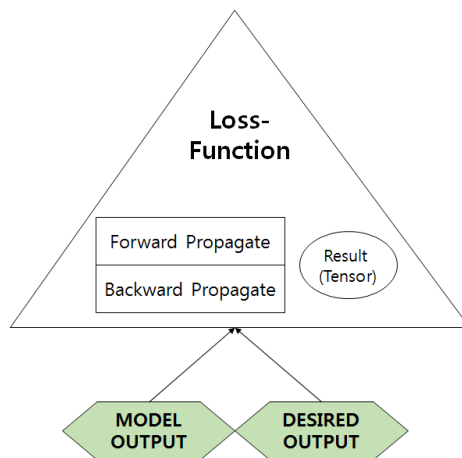 Loss-
Function
Forward Propagate
Backward Propagate
Result
(Tensor)
MODEL
OUTPUT
DESIRED
OUTPUT